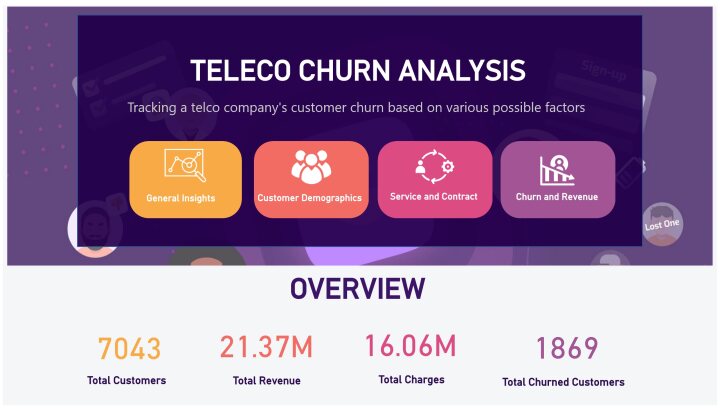 TELECO CHURN ANALYSIS
Sign-up
Tracking a telco company's customer churn based on various possible factors
General Insights
Customer Demographics
Service and Contract
Churn and Revenue
Lost One
OVERVIEW
7043
21.37M
16.06M
1869
Total Customers
Total Revenue
Total Charges
Total Churned Customers